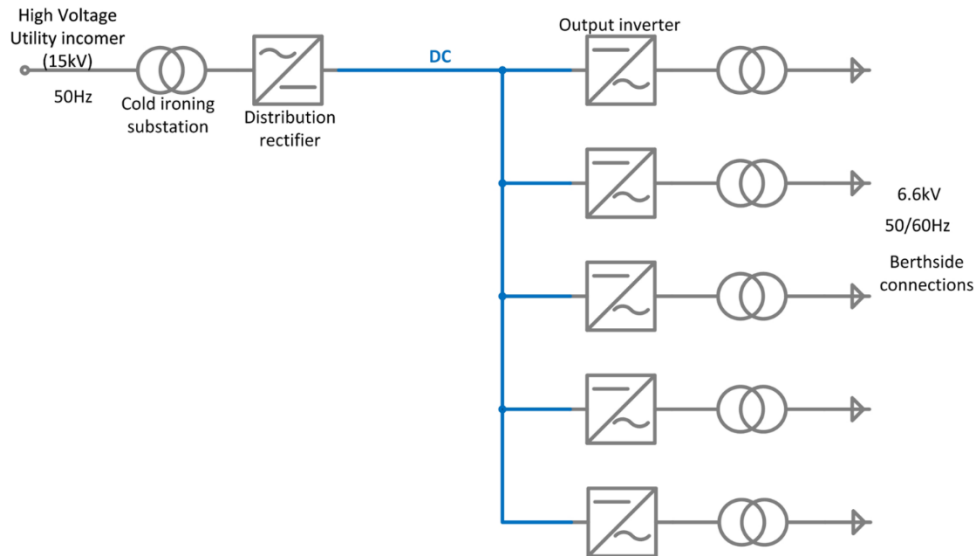 High Voltage
Utility incomer
(15kV)
50Hz
Cold ironing
substation
Distribution
rectifier
DC
Output inverter
6.6kV
50/60Hz
Berthside
connections